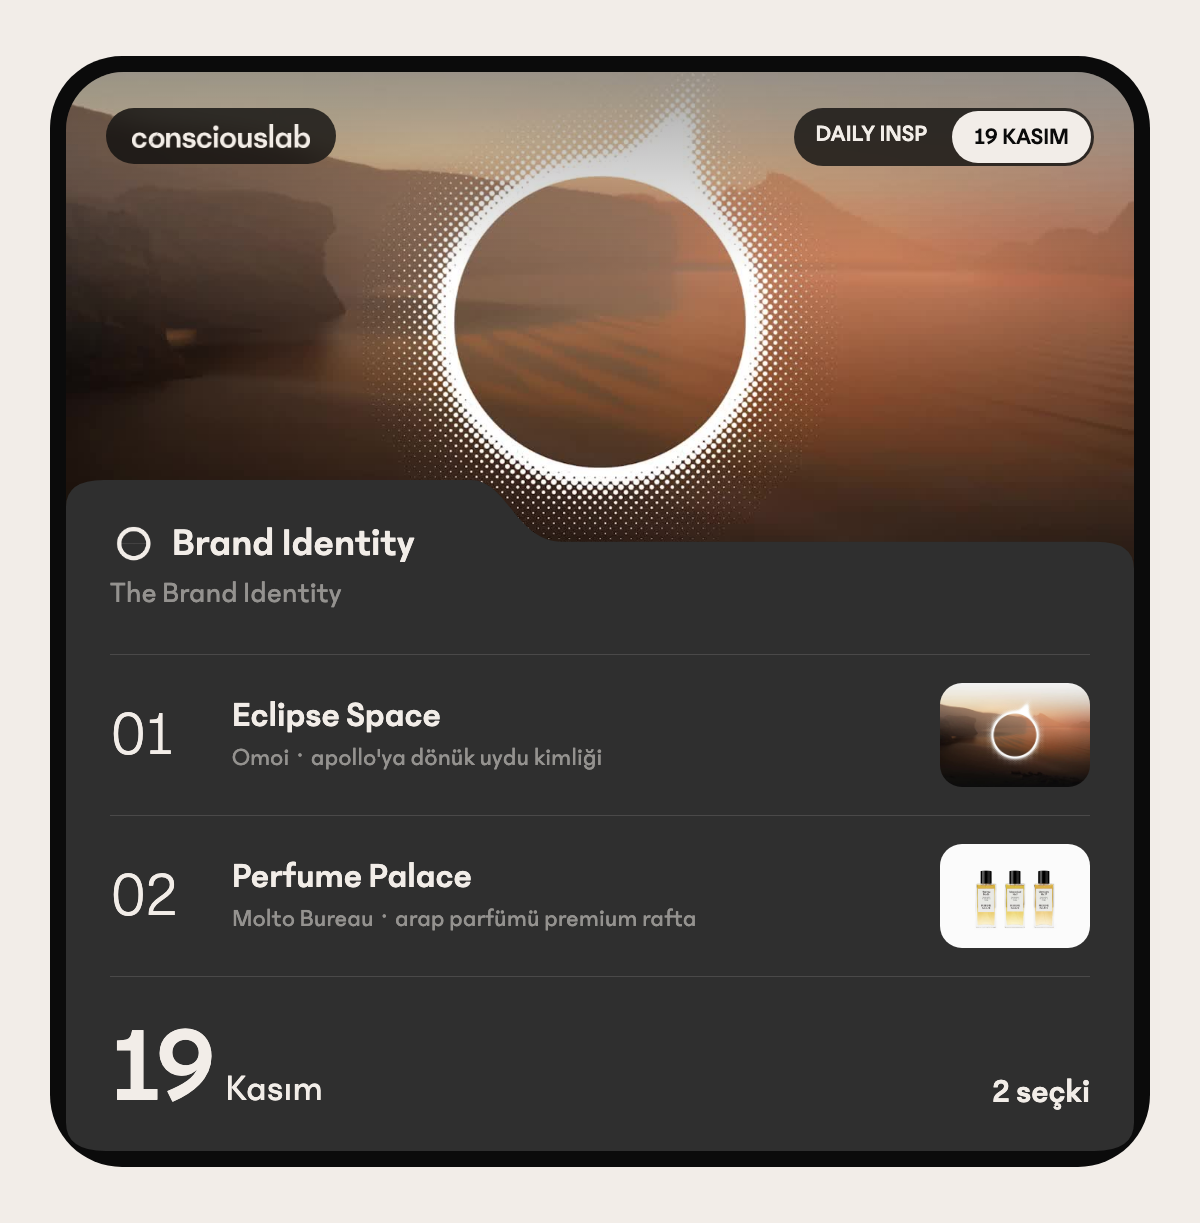 consciouslab
DAILY INSP
19 KASIM
Brand Identity
The Brand Identity
01
Eclipse Space
Omoi · apollo'ya dönük uydu kimliği
02
Perfume Palace
Molto Bureau · arap parfümü premium rafta
19 Kasım
2 seçki